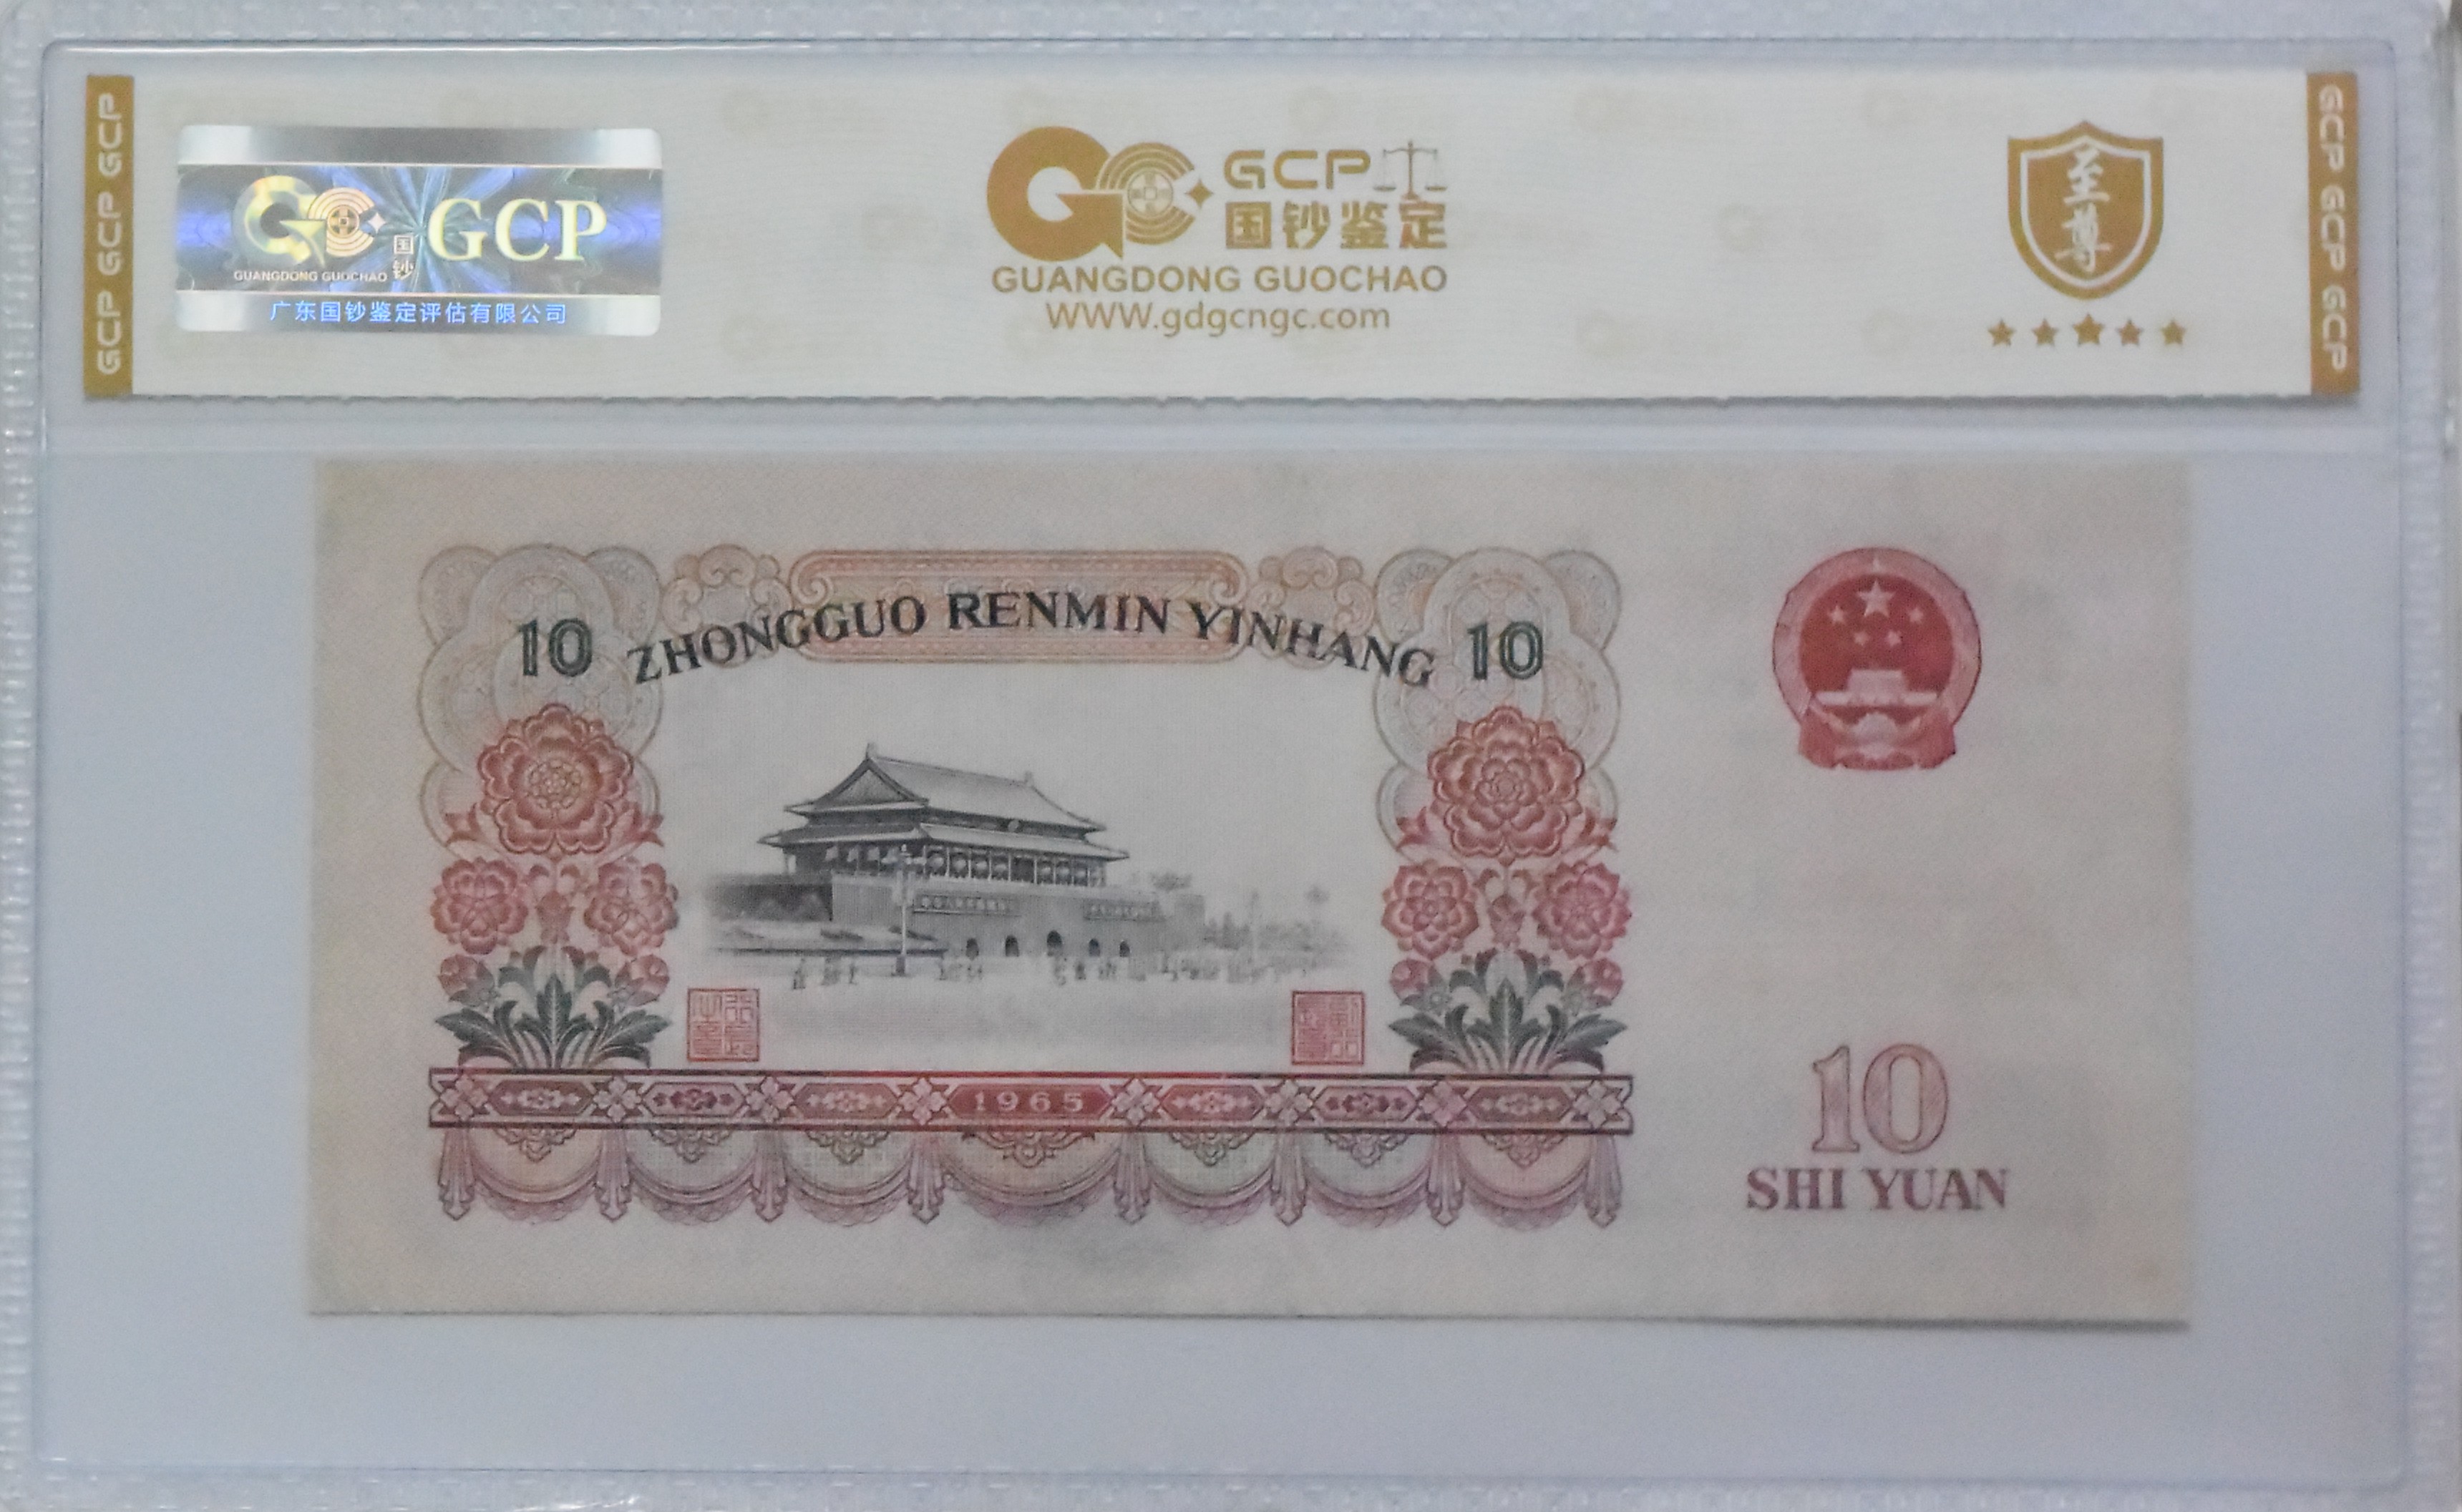 GCP GCP GCP
GCP
国钞
GUANGDONG GUOCHAO
广东国钞鉴定评估有限公司
GCP
国钞鉴定
GUANGDONG GUOCHAO
WWW.gdgcngc.com
至尊
GCP GCP GCP
10 ZHONGGUO RENMIN YINHANG 10
1965
10
SHI YUAN